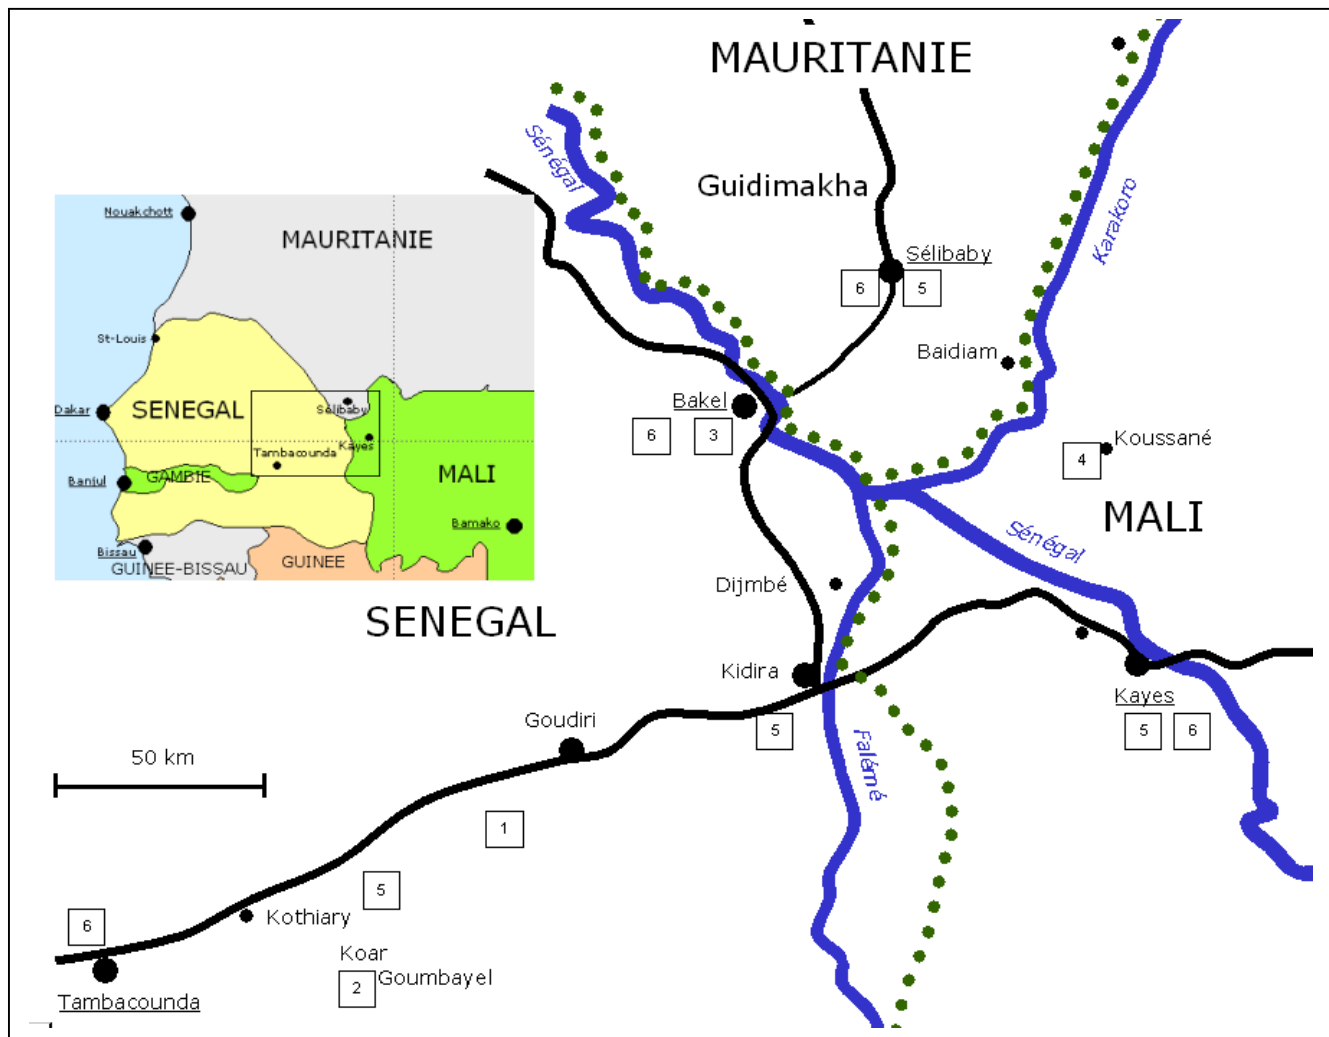 MAURITANIE
Sénégal
Guidimakha
Karakoro
Sélibaby
6
5
Baidiam
Bakel
6
3
Koussané
4
MALI
Sénégal
Dijmbé
SENEGAL
Kidira
Kayes
5
6
Goudiri
5
Falémé
50 km
1
5
Kothiary
6
Koar
Goumbayel
2
Tambacounda
Nouakchott
MAURITANIE
St-Louis
Dakar
SENEGAL
Sélibaby
Kayes
Tambacounda
GAMBIE
Banjul
MALI
Bamako
Bissau
GUINEE-BISSAU
GUINEE